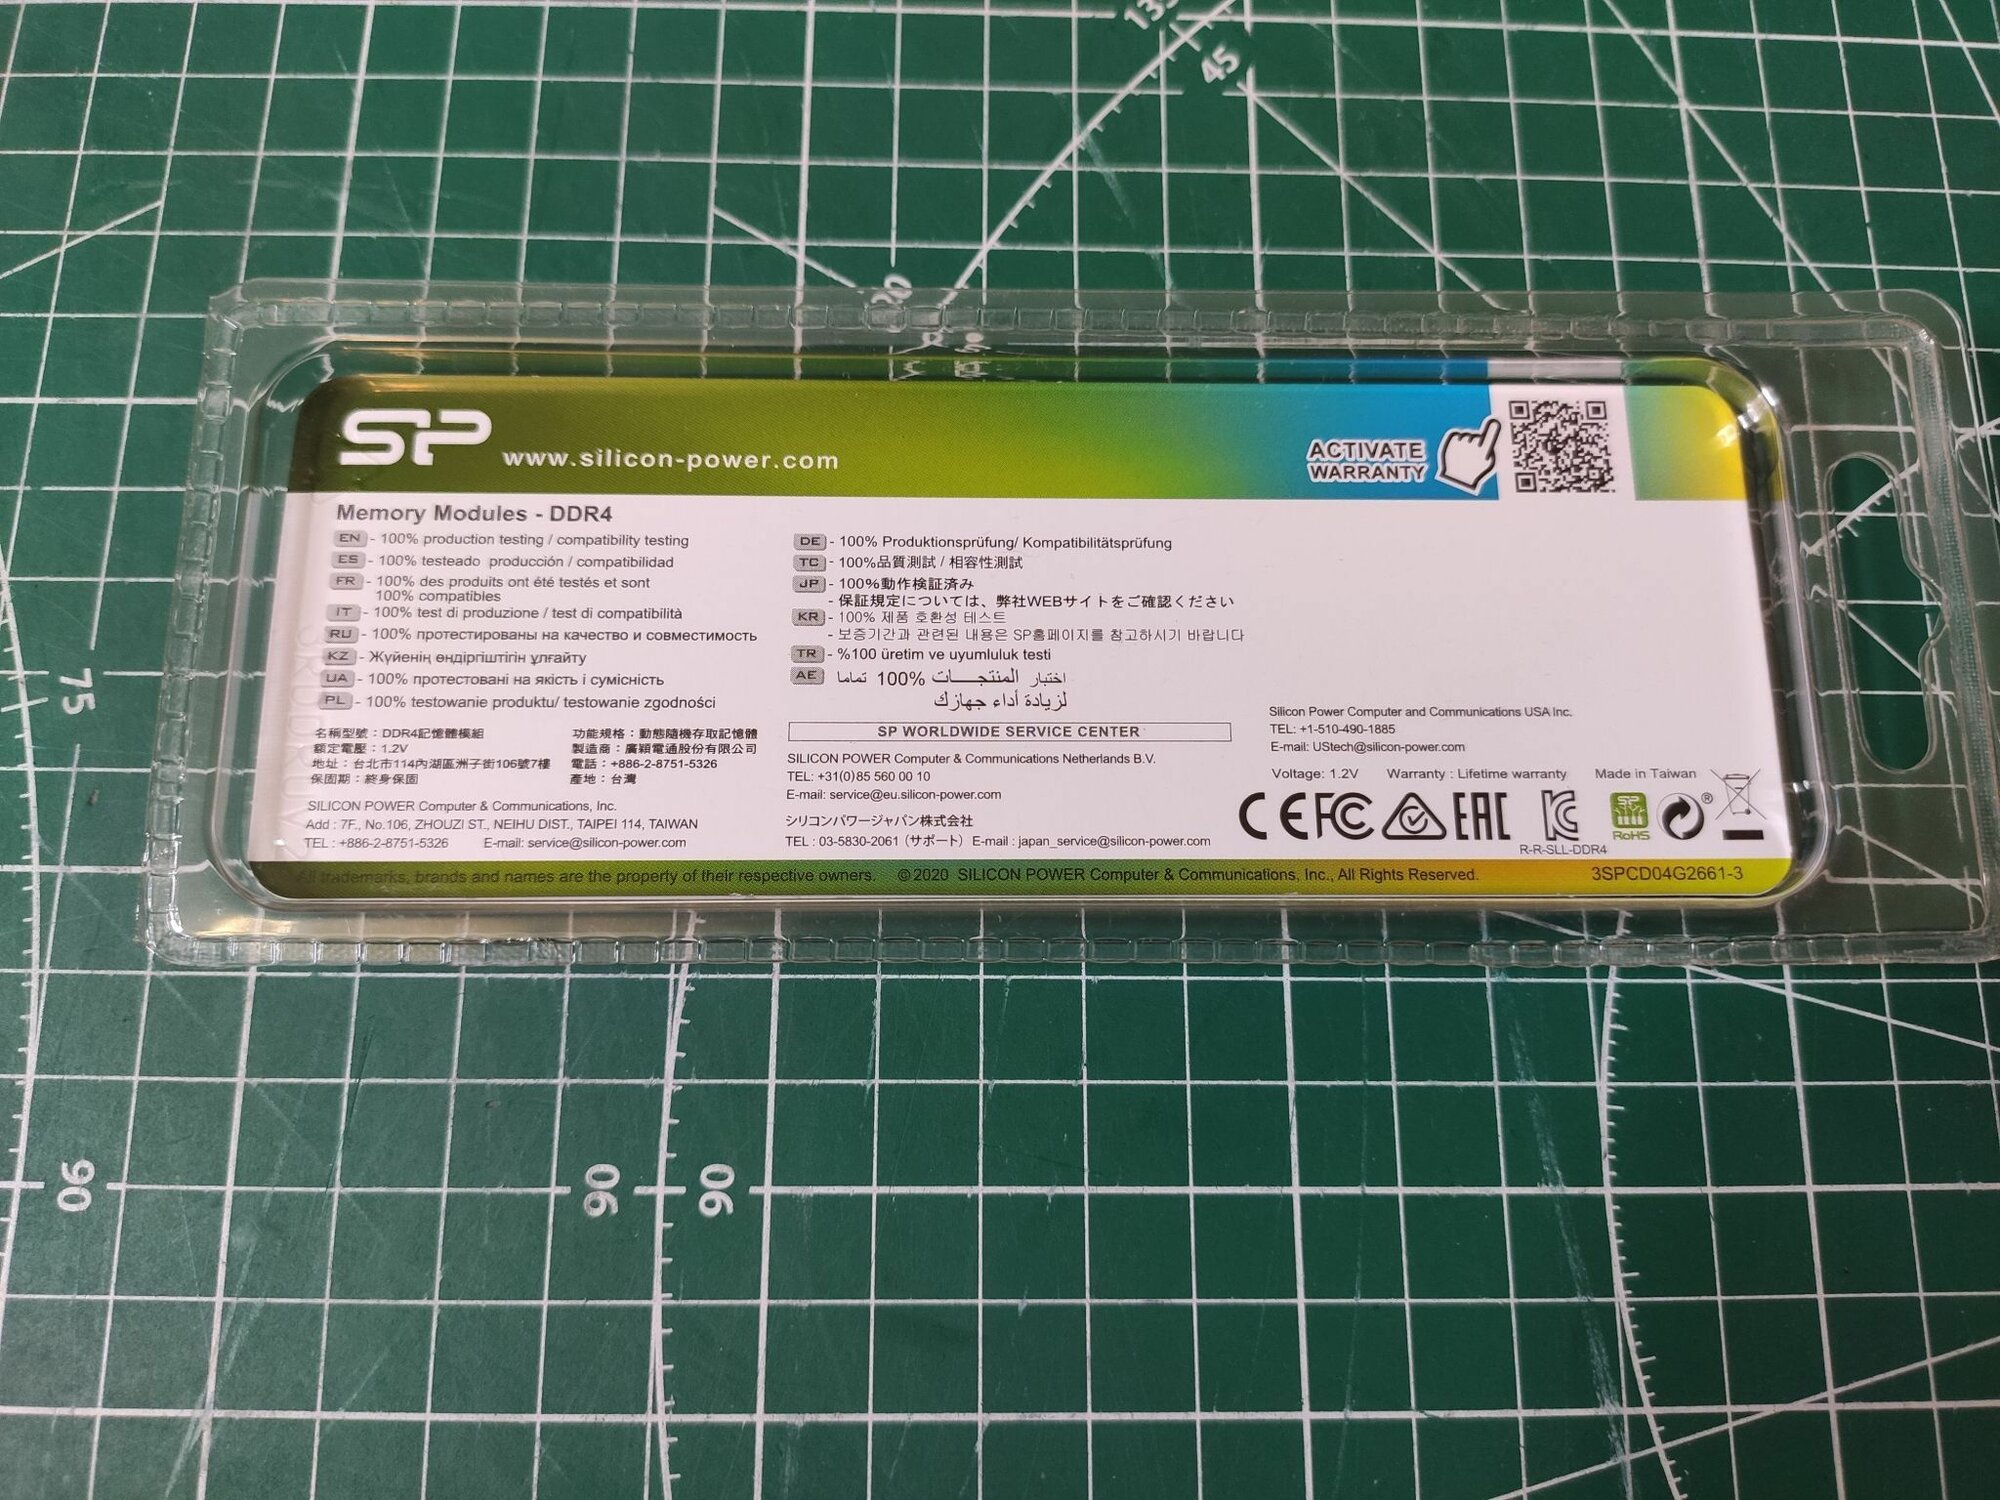 135
45
20
SP www.silicon-power.com
ACTIVATE
WARRANTY
Memory Modules - DDR4
EN - 100% production testing / compatibility testing
ES - 100% testeado producción / compatibilidad
FR - 100% des produits ont été testés et sont
100% compatibles
IT - 100% test di produzione / test di compatibilità
RU - 100% протестированы на качество и совместимость
KZ - Жүйенің өндіргіштігін ұлғайту
UA - 100% протестовані на якість і сумісність
PL - 100% testowanie produktu/ testowanie zgodności
DE - 100% Produktionsprüfung/ Kompatibilitätsprüfung
TC - 100%品質測試 / 相容性測試
JP - 100%動作検証済み
- 保証規定については、弊社WEBサイトをご確認ください
KR - 100% 제품 호환성 테스트
- 보증기간과 관련된 내용은 SP홈페이지를 참고하시기 바랍니다
TR - %100 üretim ve uyumluluk testi
AE اختبار المنتجـــات 100% تماما
لزيادة أداء جهازك
名稱型號：DDR4記憶體模組
額定電壓：1.2V
地址：台北市114內湖區洲子街106號7樓
保固期：終身保固
功能規格：動態隨機存取記憶體
製造商：廣穎電通股份有限公司
電話：+886-2-8751-5326
產地：台灣
SILICON POWER Computer & Communications, Inc.
Add : 7F., No.106, ZHOUZI ST., NEIHU DIST., TAIPEI 114, TAIWAN
TEL : +886-2-8751-5326 E-mail: service@silicon-power.com
SP WORLDWIDE SERVICE CENTER
SILICON POWER Computer & Communications Netherlands B.V.
TEL: +31(0)85 560 00 10
E-mail: service@eu.silicon-power.com
シリコンパワージャパン株式会社
TEL : 03-5830-2061（サポート）E-mail : japan_service@silicon-power.com
Silicon Power Computer and Communications USA Inc.
TEL: +1-510-490-1885
E-mail: UStech@silicon-power.com
Voltage: 1.2V Warranty : Lifetime warranty Made in Taiwan
CE FC EAC KC SP RoHS ®
R-R-SLL-DDR4
All trademarks, brands and names are the property of their respective owners. ©2020 SILICON POWER Computer & Communications, Inc., All Rights Reserved. 3SPCD04G2661-3
75
90
90
90